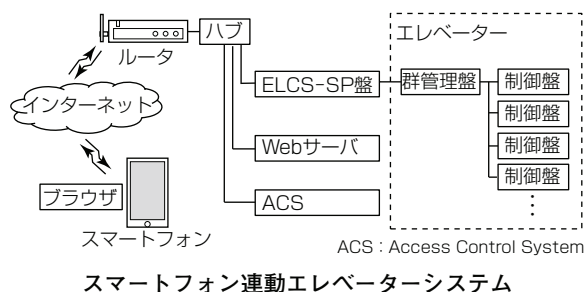 ルータ
ハブ
エレベーター
ELCS-SP盤
群管理盤
制御盤
制御盤
制御盤
制御盤
インターネット
Webサーバ
ブラウザ
ACS
スマートフォン
ACS：Access Control System
スマートフォン連動エレベーターシステム